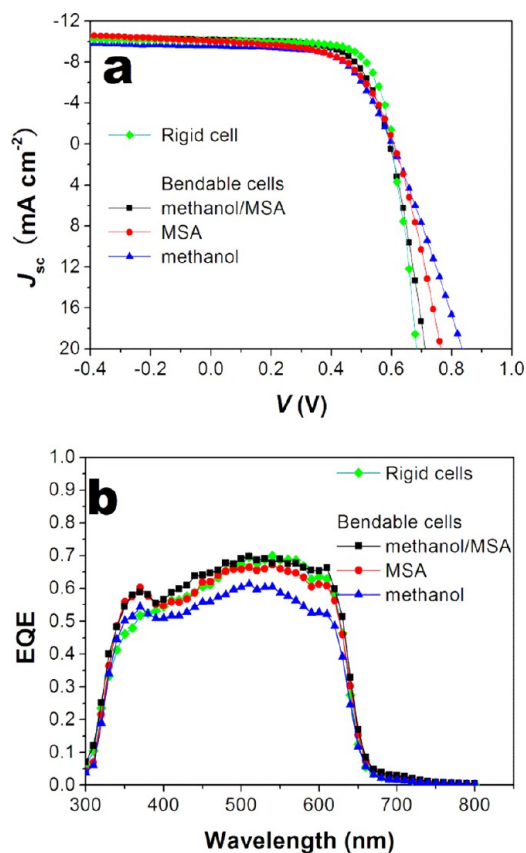 -12
-8
-4
0
4
8
12
16
20
J_sc (mA cm⁻²)
a
Rigid cell
Bendable cells
methanol/MSA
MSA
methanol
-0.4 -0.2 0.0 0.2 0.4 0.6 0.8 1.0
V (V)
1.0
0.9
0.8
0.7
0.6
0.5
0.4
0.3
0.2
0.1
0.0
EQE
b
Rigid cells
Bendable cells
methanol/MSA
MSA
methanol
300 400 500 600 700 800
Wavelength (nm)